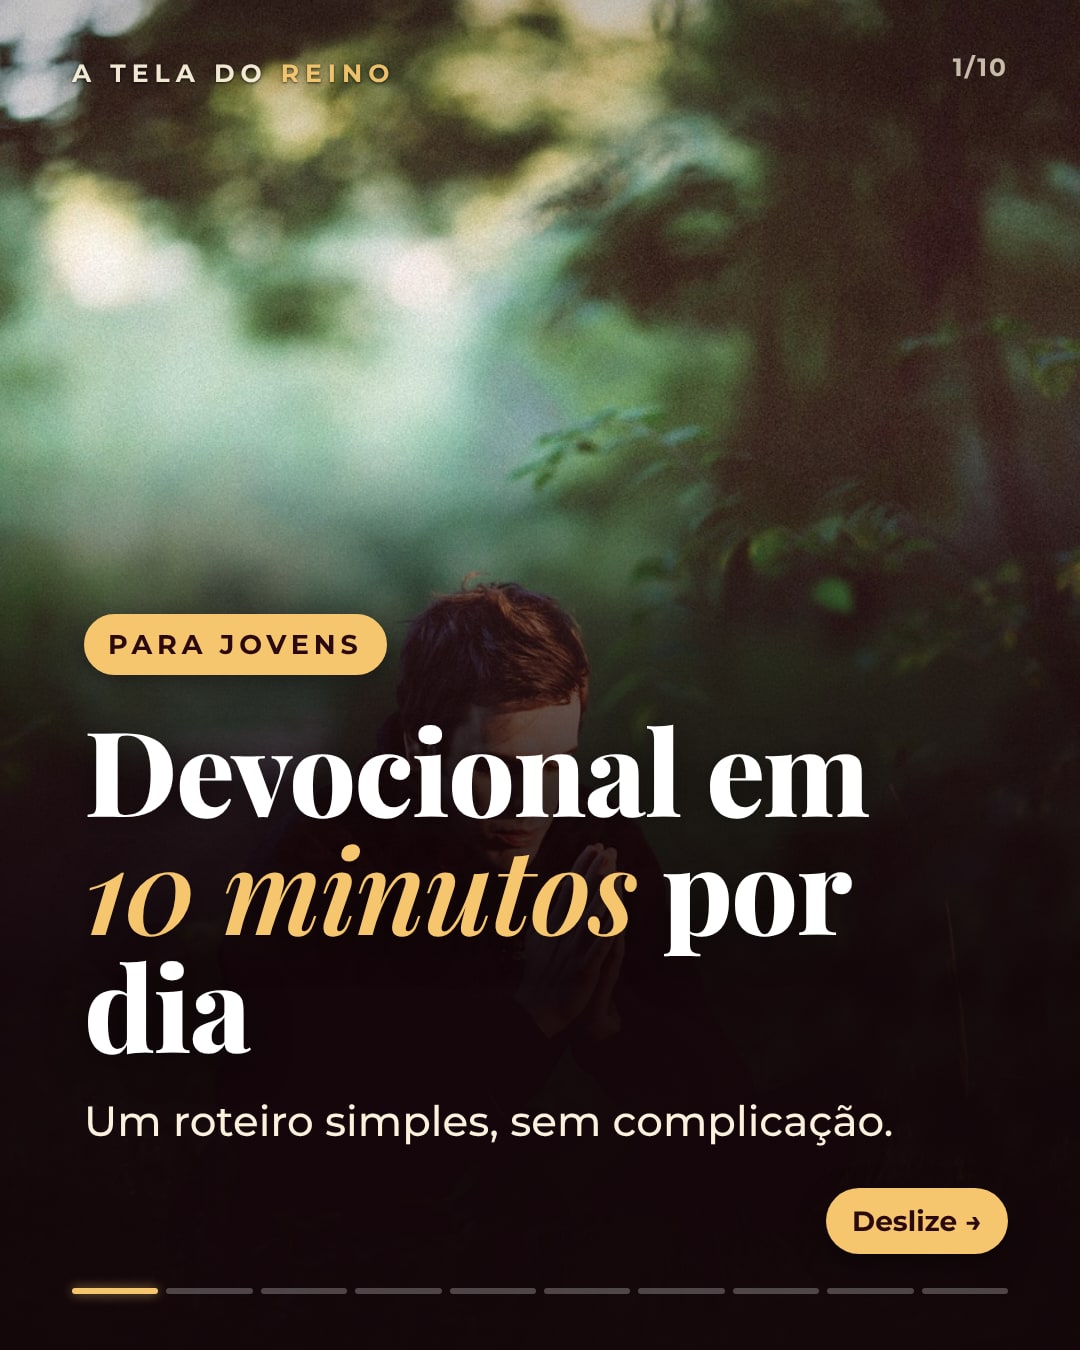 A TELA DO REINO
1/10
PARA JOVENS
Devocional em
10 minutos por
dia
Um roteiro simples, sem complicação.
Deslize →